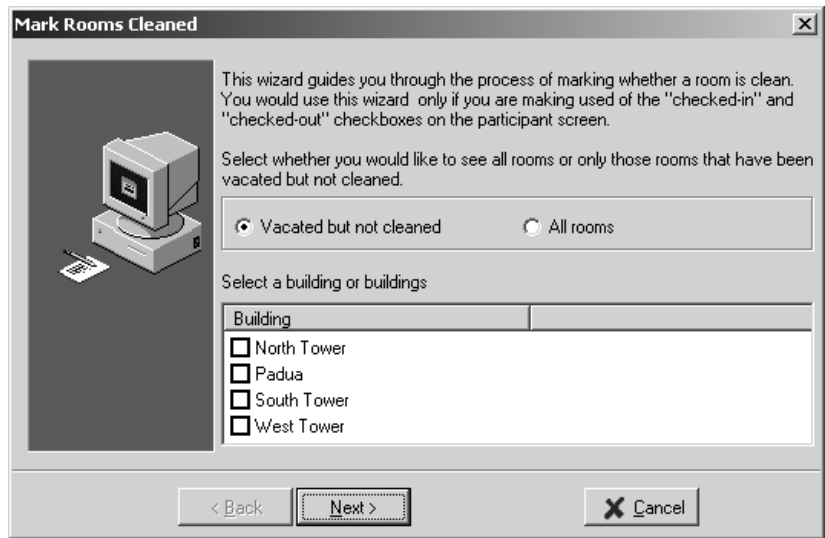 Mark Rooms Cleaned
This wizard guides you through the process of marking whether a room is clean.
You would use this wizard only if you are making used of the "checked-in" and
"checked-out" checkboxes on the participant screen.
Select whether you would like to see all rooms or only those rooms that have been
vacated but not cleaned.
Vacated but not cleaned All rooms
Select a building or buildings
Building
North Tower
Padua
South Tower
West Tower
< Back Next > Cancel